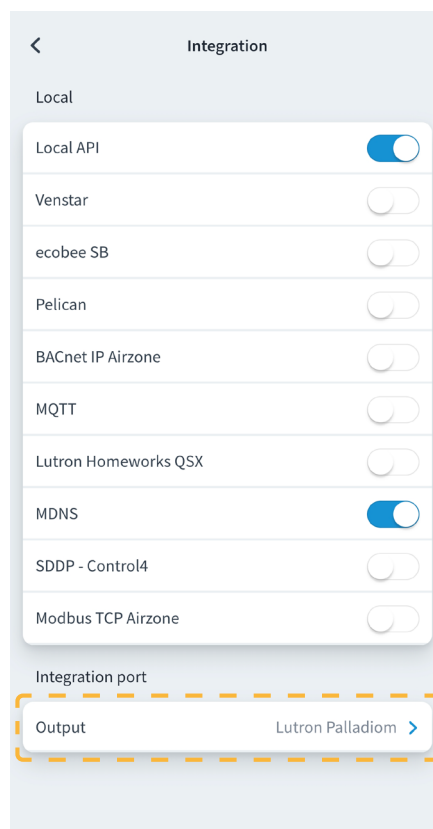 Integration
Local
Local API
Venstar
ecobee SB
Pelican
BACnet IP Airzone
MQTT
Lutron Homeworks QSX
MDNS
SDDP - Control4
Modbus TCP Airzone
Integration port
Output Lutron Palladiom